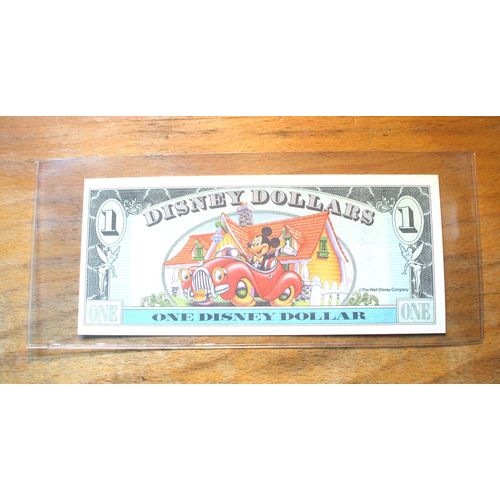 DISNEY DOLLARS
1 1
©The Walt Disney Company
ONE ONE
ONE DISNEY DOLLAR